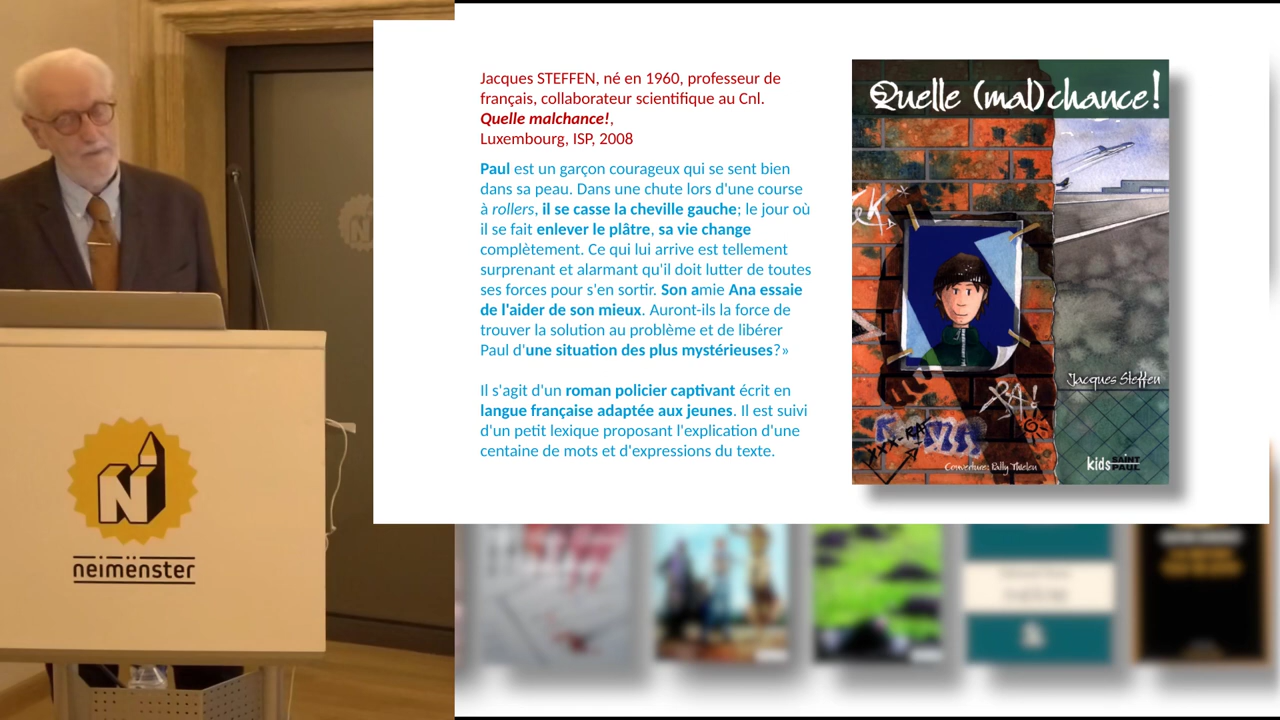 Jacques STEFFEN, né en 1960, professeur de
français, collaborateur scientifique au Cnl.
Quelle malchance!,
Luxembourg, ISP, 2008
Paul est un garçon courageux qui se sent bien
dans sa peau. Dans une chute lors d'une course
à rollers, il se casse la cheville gauche; le jour où
il se fait enlever le plâtre, sa vie change
complètement. Ce qui lui arrive est tellement
surprenant et alarmant qu'il doit lutter de toutes
ses forces pour s'en sortir. Son amie Ana essaie
de l'aider de son mieux. Auront-ils la force de
trouver la solution au problème et de libérer
Paul d'une situation des plus mystérieuses?»
Il s'agit d'un roman policier captivant écrit en
langue française adaptée aux jeunes. Il est suivi
d'un petit lexique proposant l'explication d'une
centaine de mots et d'expressions du texte.
Quelle (mal)chance!
Jacques Steffen
XXX-RAT
Couverture:
kids SAINT
PAUL
N
neimënster